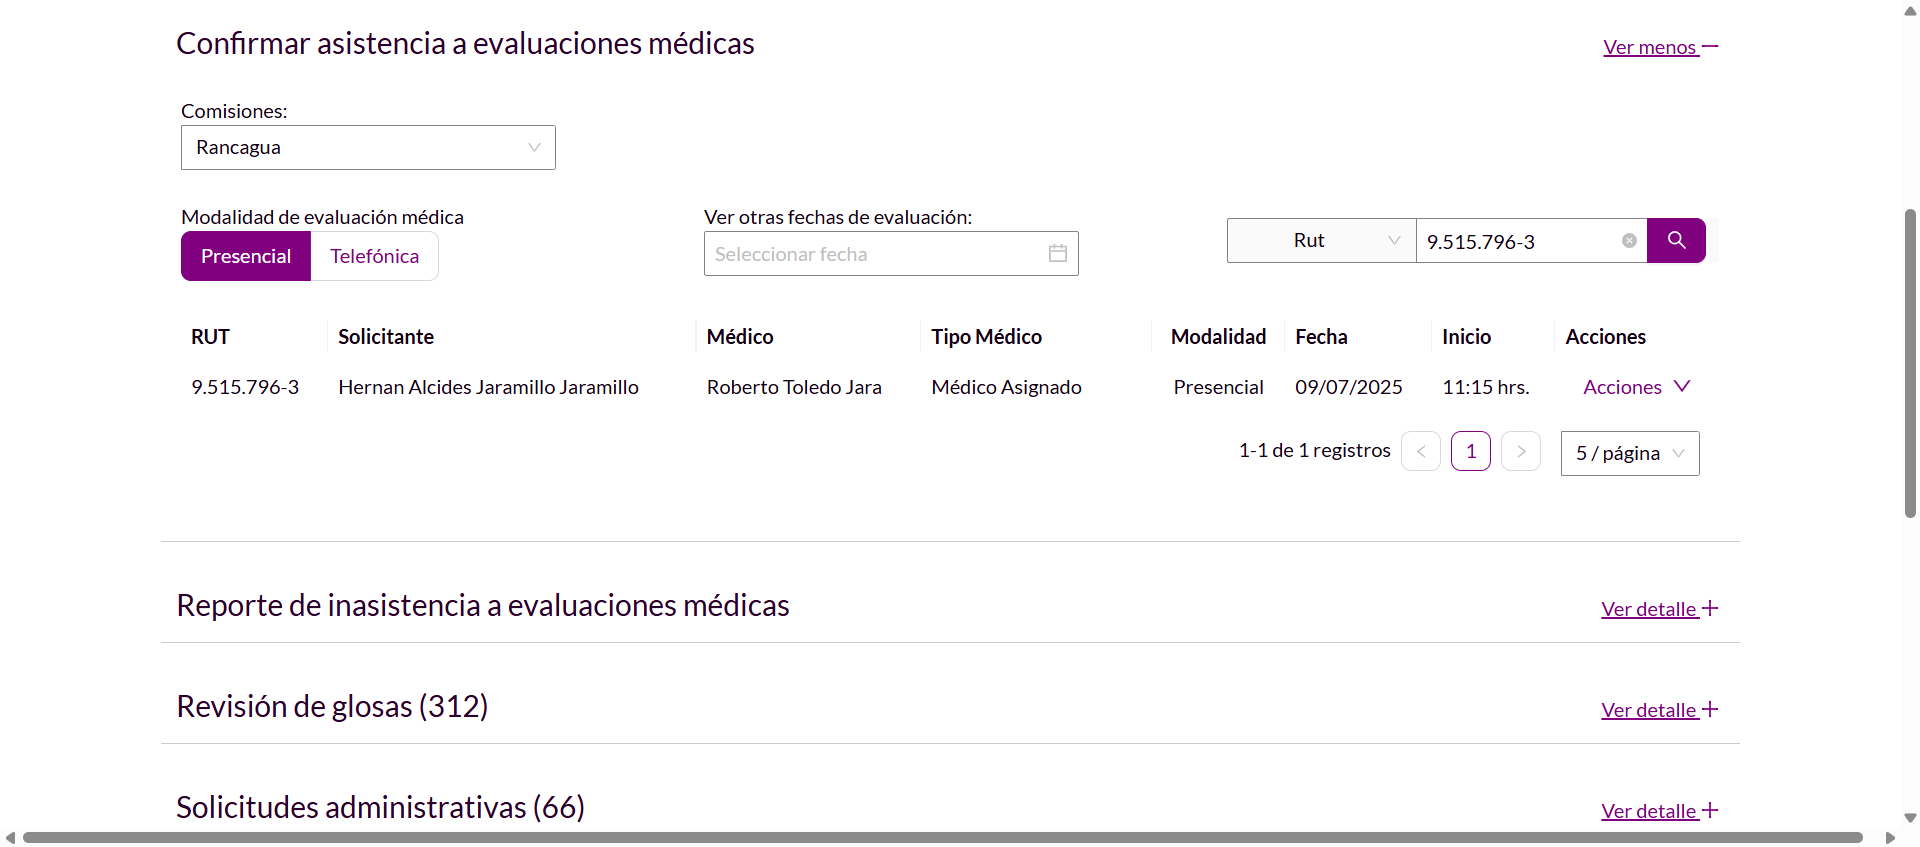 Confirmar asistencia a evaluaciones médicas
Ver menos
Comisiones:
Rancagua
Modalidad de evaluación médica
Presencial Telefónica
Ver otras fechas de evaluación:
Seleccionar fecha
Rut 9.515.796-3
RUT Solicitante Médico Tipo Médico Modalidad Fecha Inicio Acciones
9.515.796-3 Hernan Alcides Jaramillo Jaramillo Roberto Toledo Jara Médico Asignado Presencial 09/07/2025 11:15 hrs. Acciones
1-1 de 1 registros < 1 > 5 / página
Reporte de inasistencia a evaluaciones médicas
Ver detalle +
Revisión de glosas (312)
Ver detalle +
Solicitudes administrativas (66)
Ver detalle +